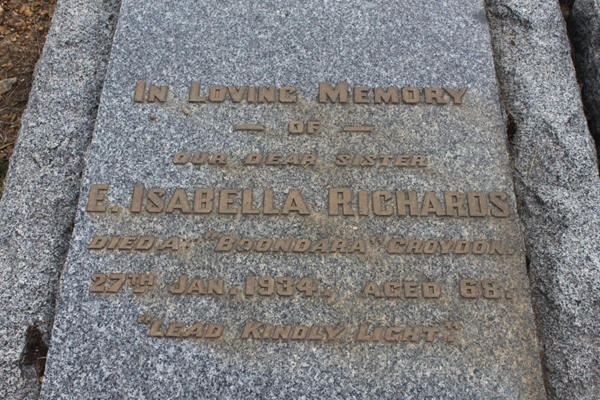 In Loving Memory
— OF —
OUR DEAR SISTER
E. Isabella Richards
DIED AT "BOONDARA" CROYDON.
27TH JAN. 1934. AGED 68.
"Lead Kindly Light".